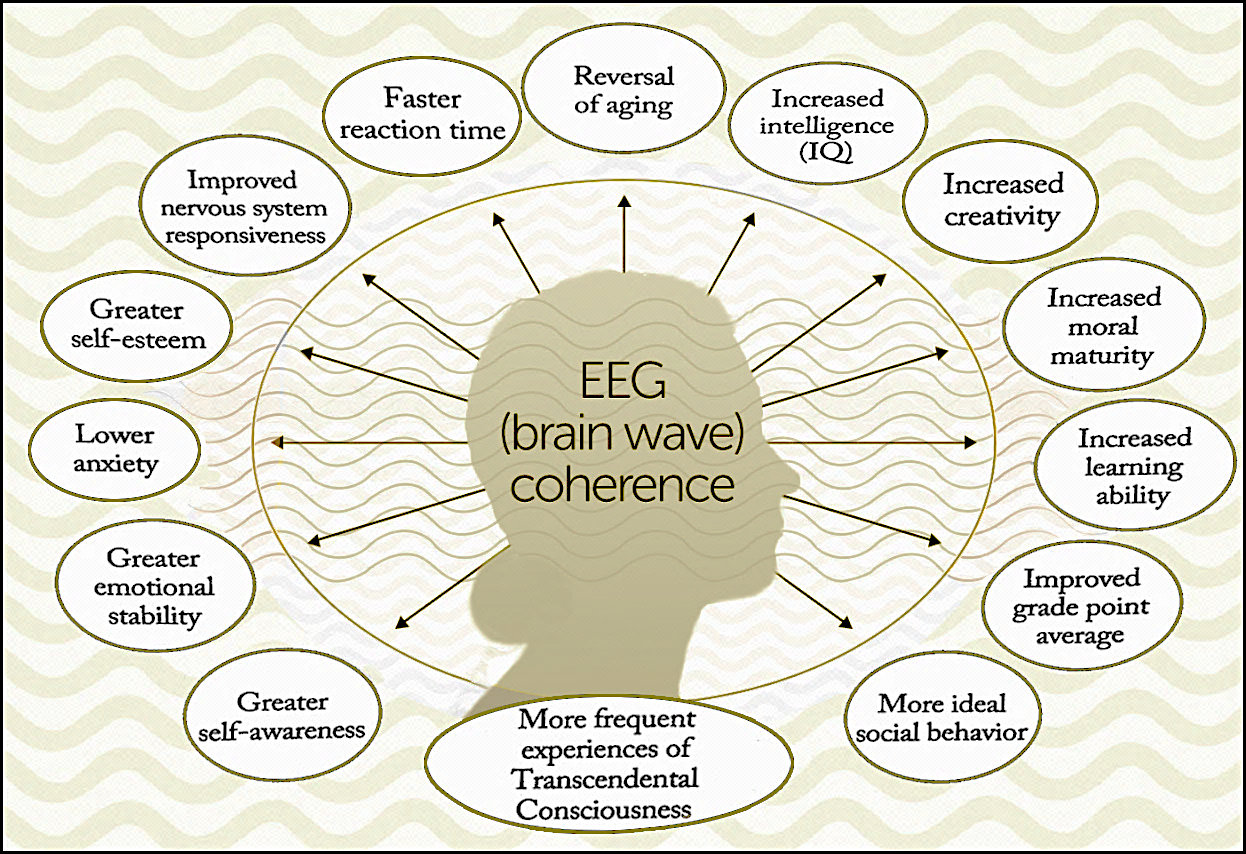 Reversal
of aging
Increased
intelligence
(IQ)
Increased
creativity
Increased
moral
maturity
Increased
learning
ability
Improved
grade point
average
More ideal
social behavior
More frequent
experiences of
Transcendental
Consciousness
Greater
self-awareness
Greater
emotional
stability
Lower
anxiety
Greater
self-esteem
Improved
nervous system
responsiveness
Faster
reaction time
EEG
(brain wave)
coherence